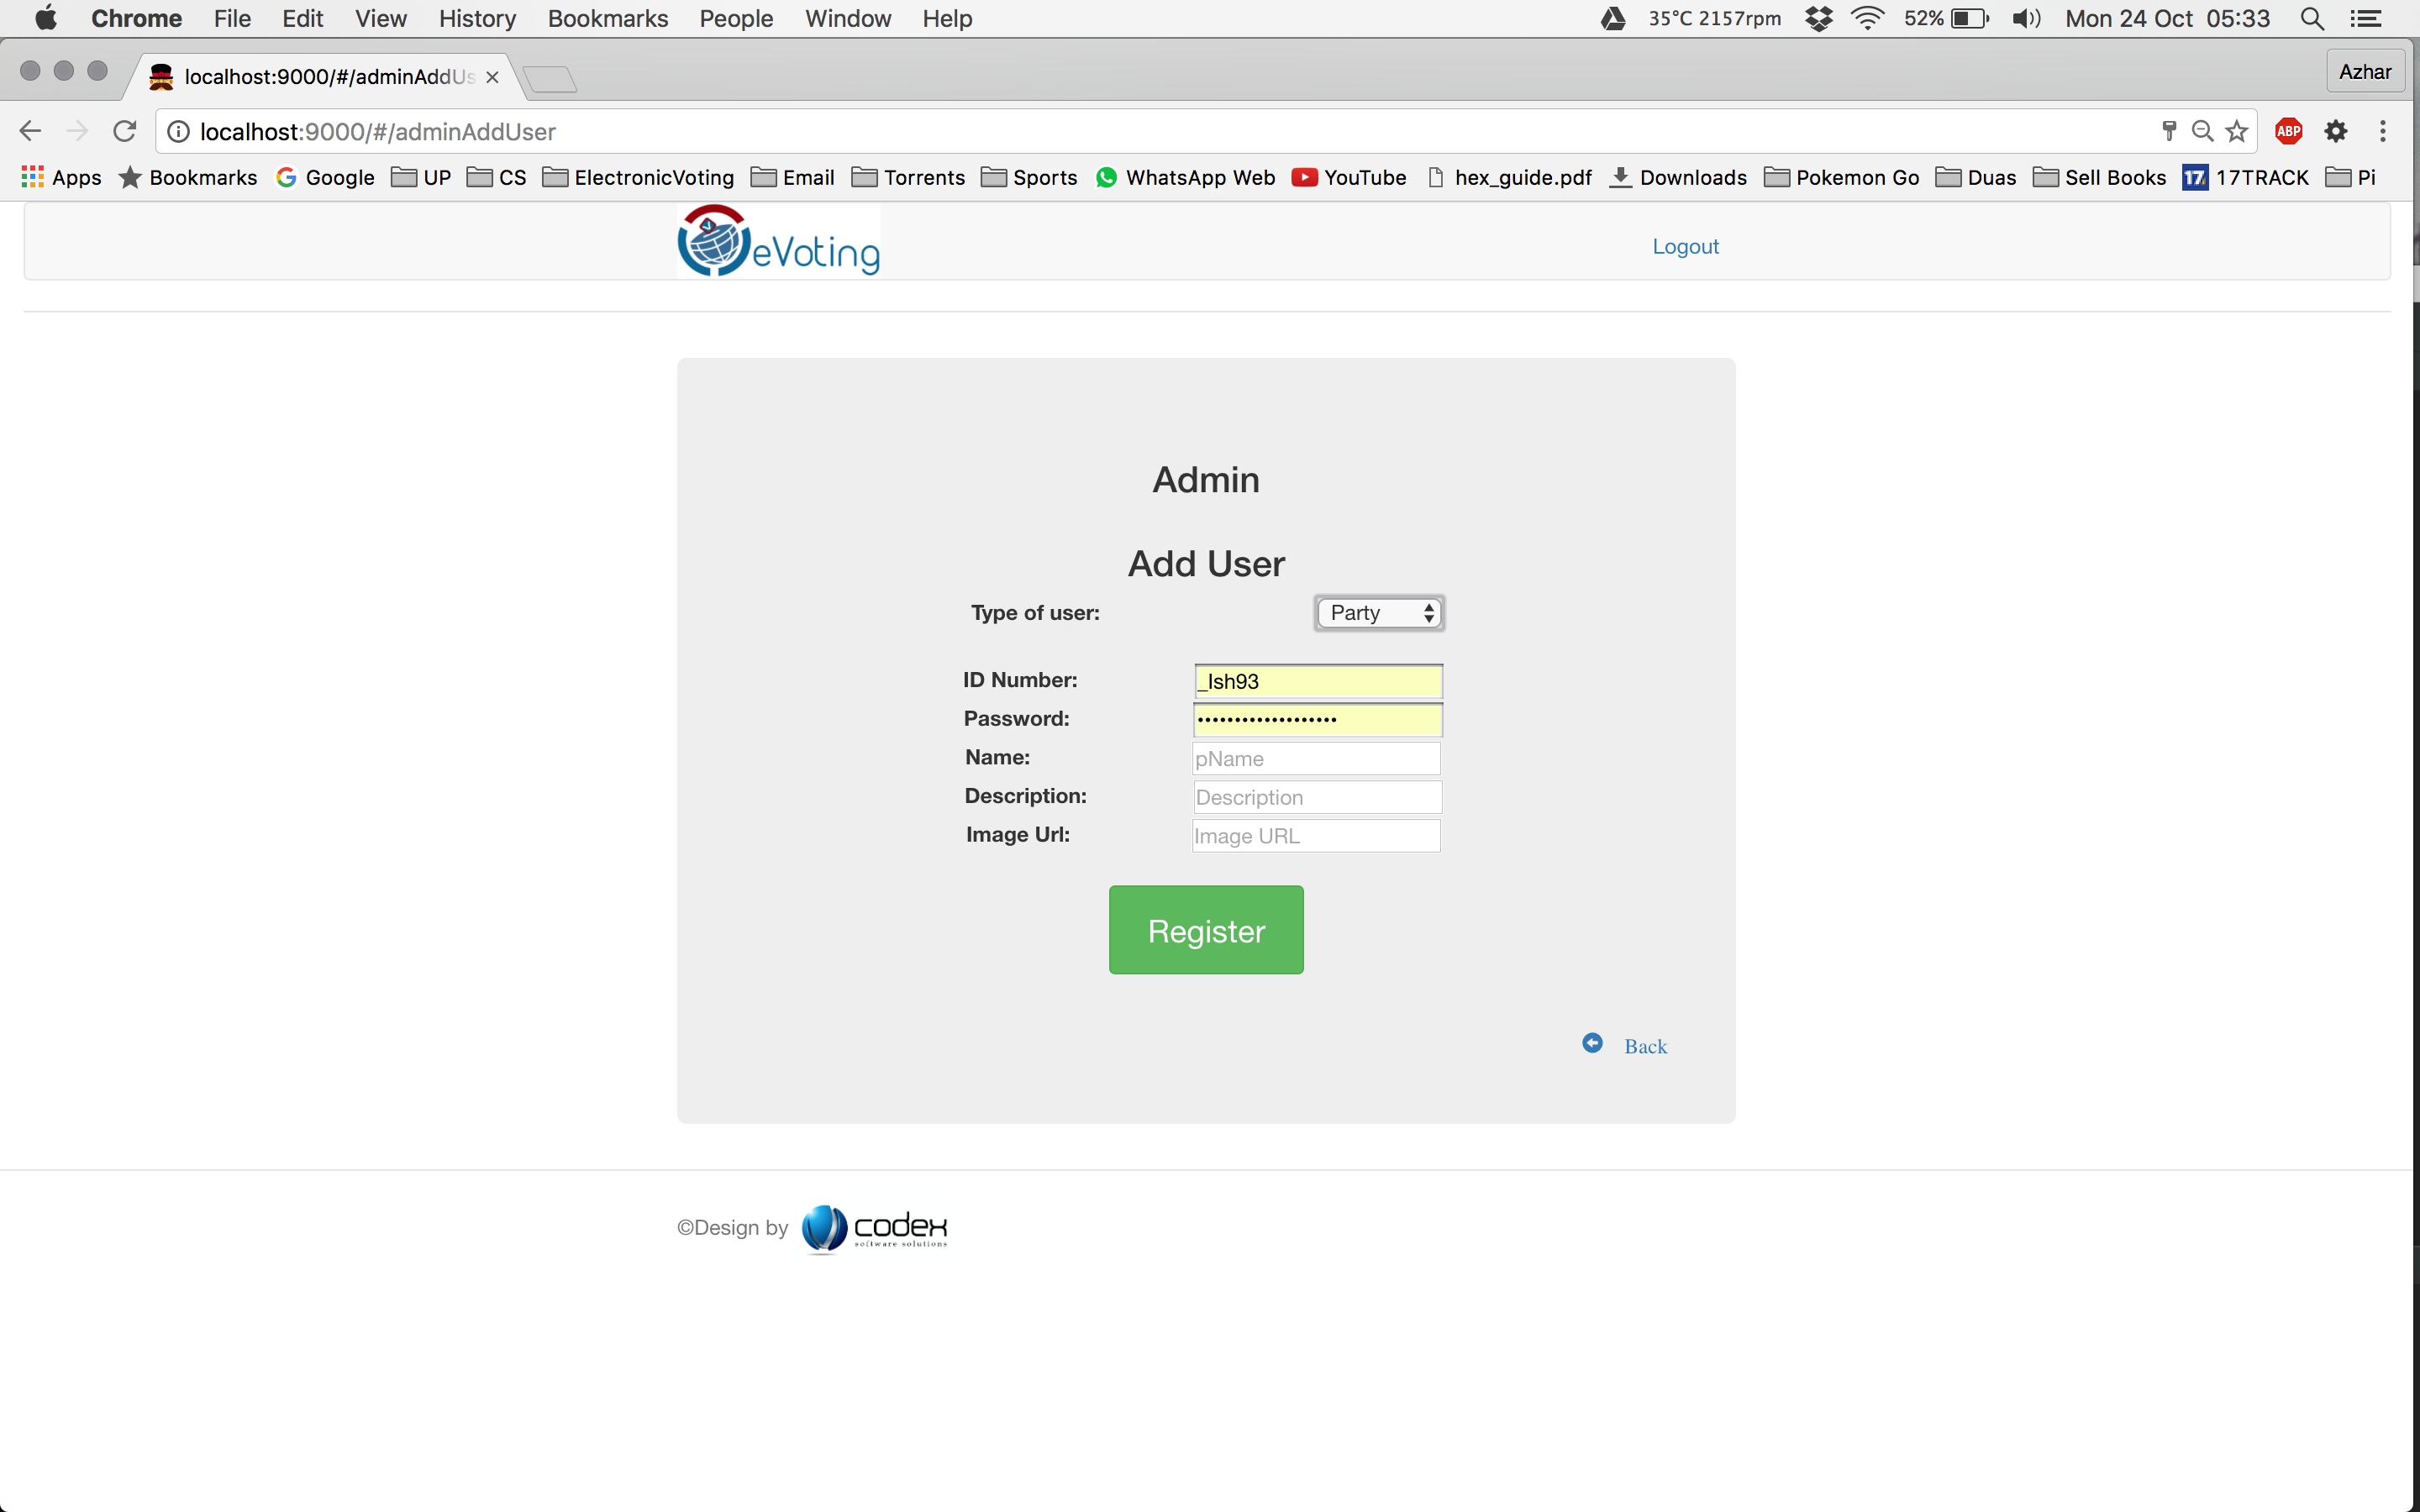 Chrome File Edit View History Bookmarks People Window Help 35°C 2157rpm 52% Mon 24 Oct 05:33
localhost:9000/#/adminAddUs Azhar
localhost:9000/#/adminAddUser ABP
Apps Bookmarks Google UP CS ElectronicVoting Email Torrents Sports WhatsApp Web YouTube hex_guide.pdf Downloads Pokemon Go Duas Sell Books 17TRACK Pi
eVoting Logout
Admin
Add User
Type of user: Party
ID Number: _Ish93
Password: •••••••••••••••••••
Name: pName
Description: Description
Image Url: Image URL
Register
Back
©Design by codex
software solutions